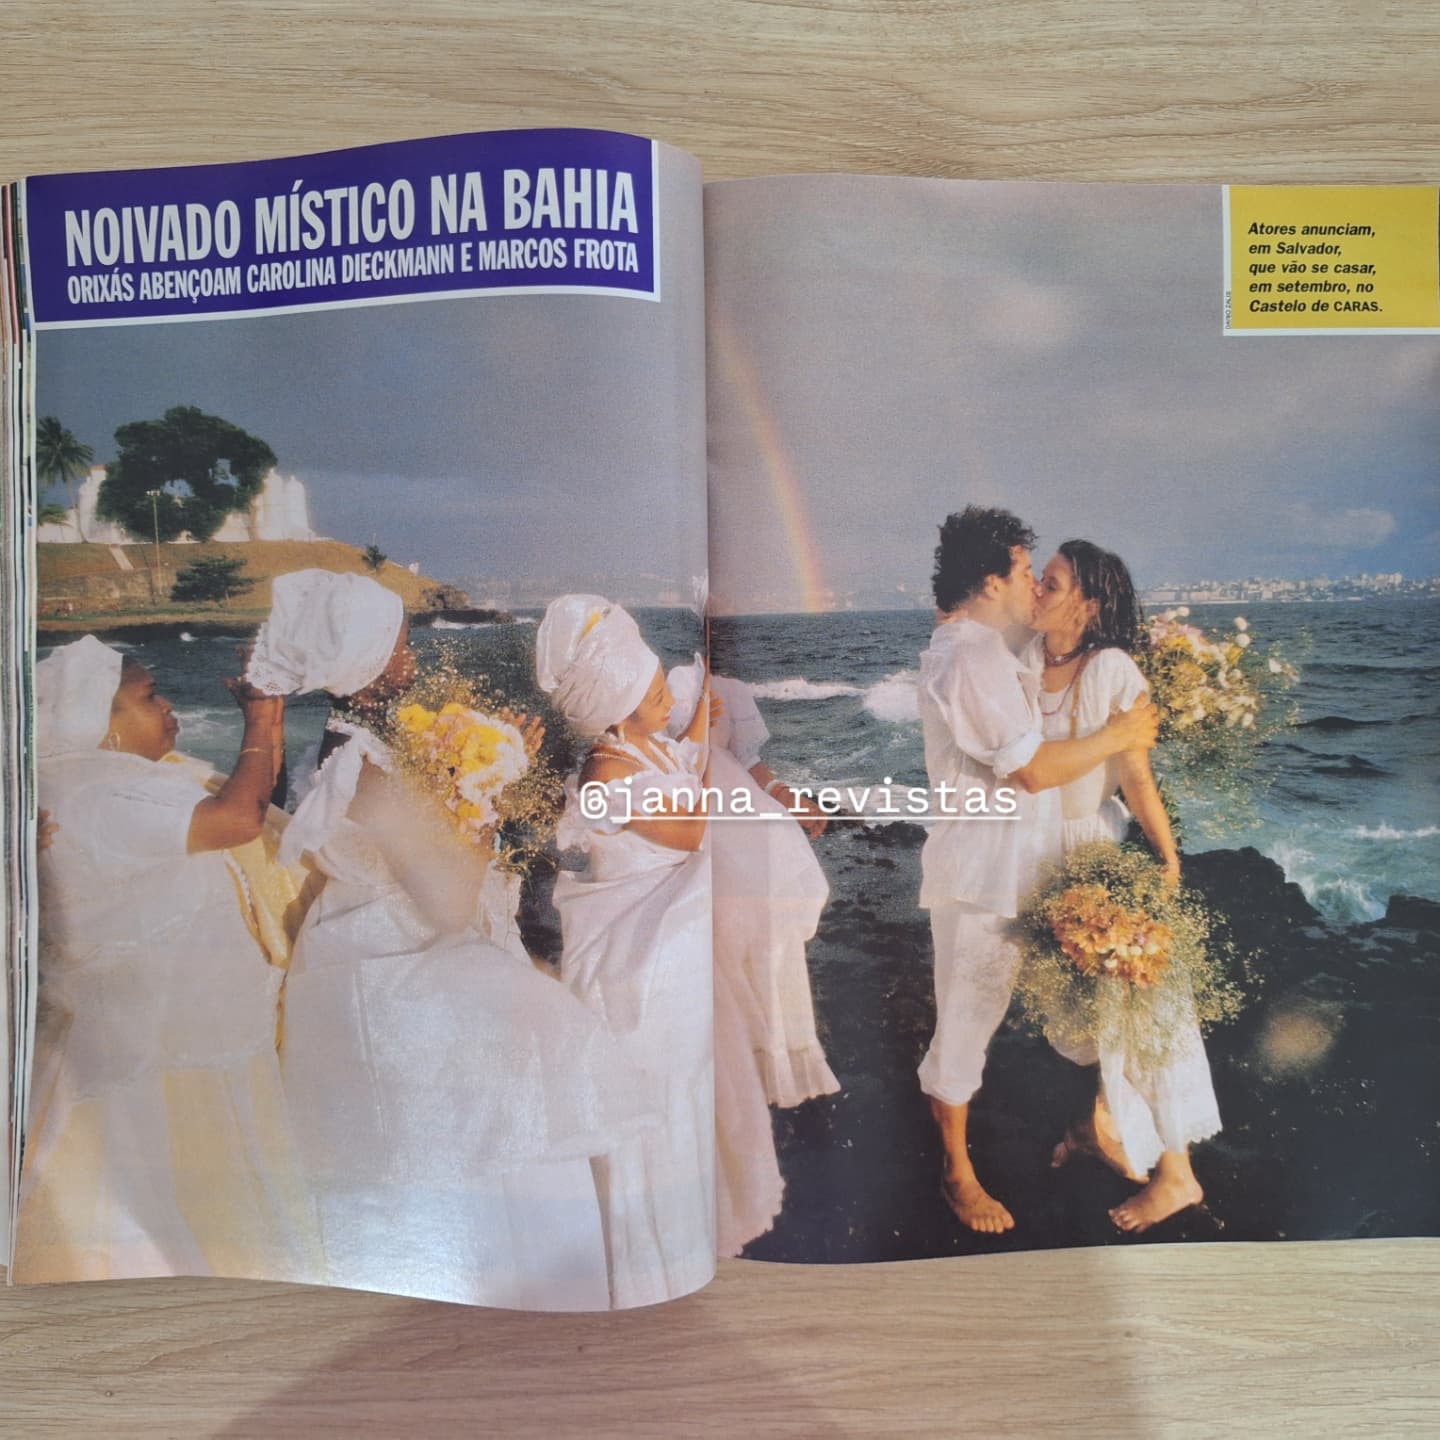 NOIVADO MÍSTICO NA BAHIA
ORIXÁS ABENÇOAM CAROLINA DIECKMANN E MARCOS FROTA
Atores anunciam,
em Salvador,
que vão se casar,
em setembro, no
Castelo de CARAS.
@janna_revistas